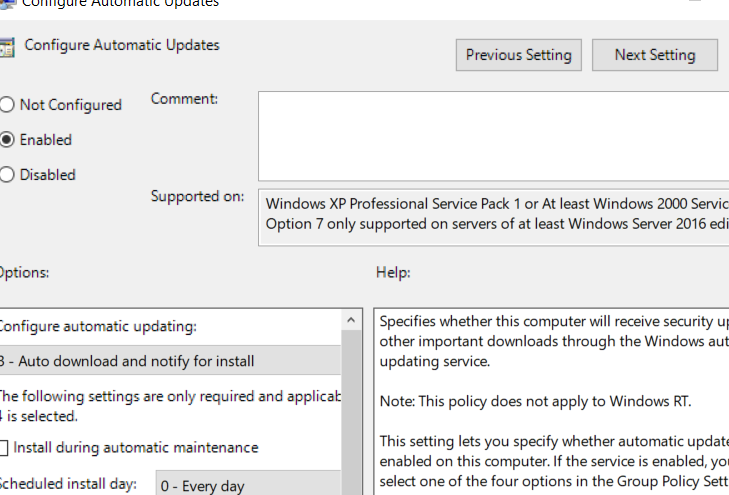 Configure Automatic Updates
Configure Automatic Updates
Previous Setting
Next Setting
Not Configured
Comment:
Enabled
Disabled
Supported on:
Windows XP Professional Service Pack 1 or At least Windows 2000 Servic
Option 7 only supported on servers of at least Windows Server 2016 edi
Options:
Help:
Configure automatic updating:
3 - Auto download and notify for install
The following settings are only required and applicab
4 is selected.
Install during automatic maintenance
Scheduled install day:
0 - Every day
Specifies whether this computer will receive security up
other important downloads through the Windows aut
updating service.
Note: This policy does not apply to Windows RT.
This setting lets you specify whether automatic update
enabled on this computer. If the service is enabled, you
select one of the four options in the Group Policy Sett